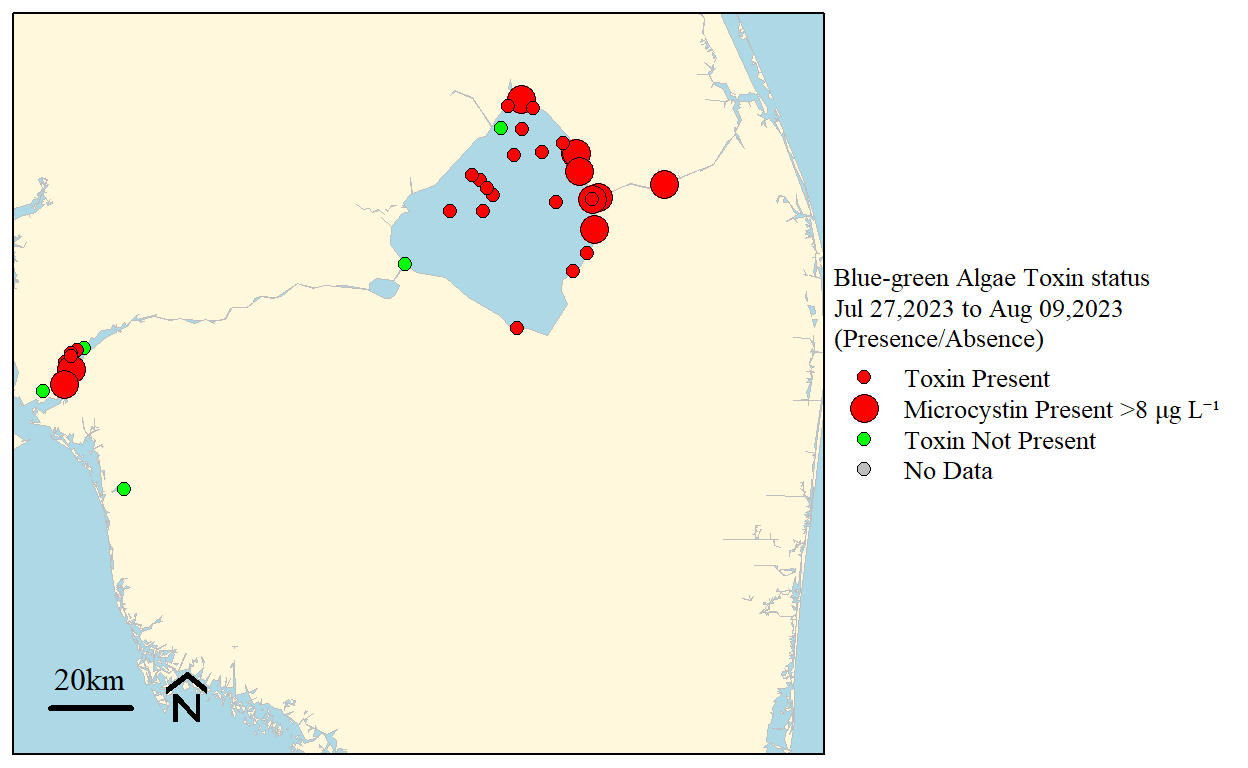 Blue-green Algae Toxin status
Jul 27,2023 to Aug 09,2023
(Presence/Absence)
Toxin Present
Microcystin Present >8 μg L⁻¹
Toxin Not Present
No Data
20km
N